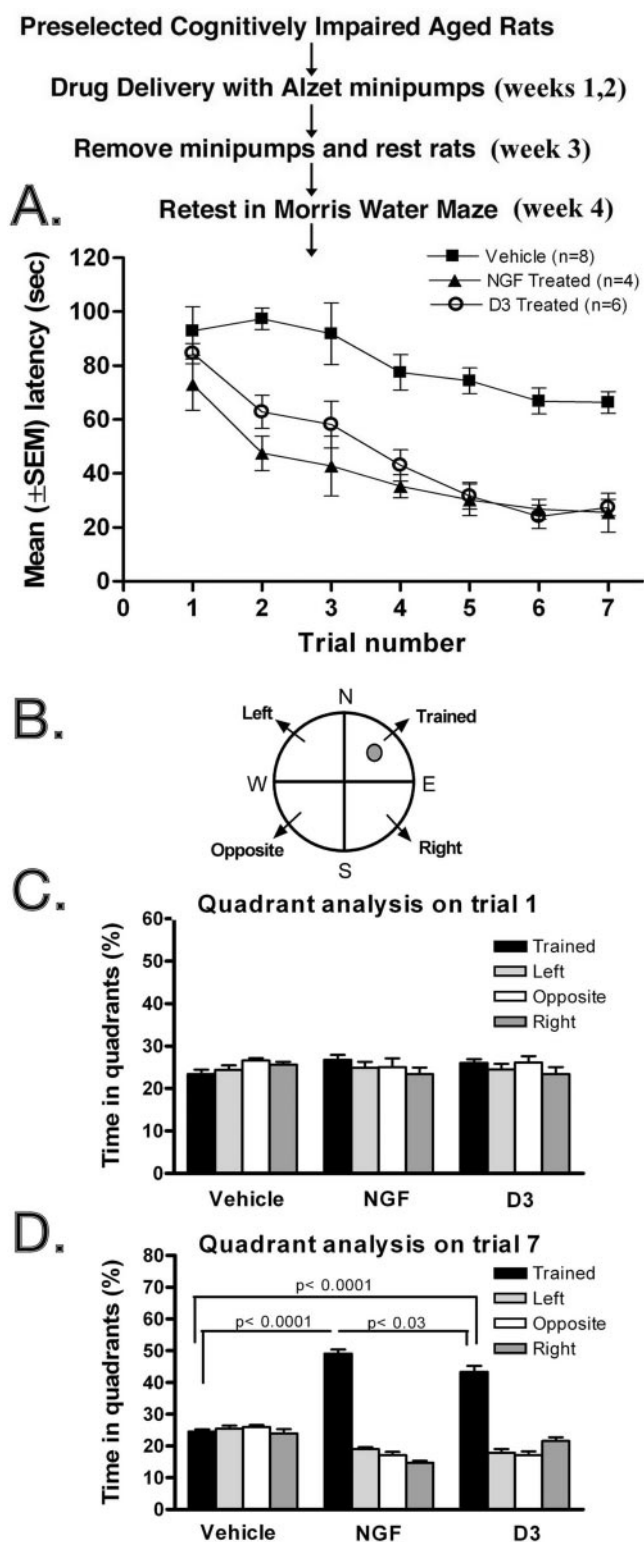 Preselected Cognitively Impaired Aged Rats
Drug Delivery with Alzet minipumps (weeks 1,2)
Remove minipumps and rest rats (week 3)
A.
Retest in Morris Water Maze (week 4)
Vehicle (n=8)
NGF Treated (n=4)
D3 Treated (n=6)
Mean (±SEM) latency (sec)
120
100
80
60
40
20
0
0 1 2 3 4 5 6 7
Trial number
B.
N
Left
Trained
W
E
Opposite
Right
S
C.
Quadrant analysis on trial 1
Time in quadrants (%)
60
50
40
30
20
10
0
Trained
Left
Opposite
Right
Vehicle NGF D3
D.
Quadrant analysis on trial 7
Time in quadrants (%)
80
70
60
50
40
30
20
10
0
Trained
Left
Opposite
Right
p< 0.0001
p< 0.0001
p< 0.03
Vehicle NGF D3